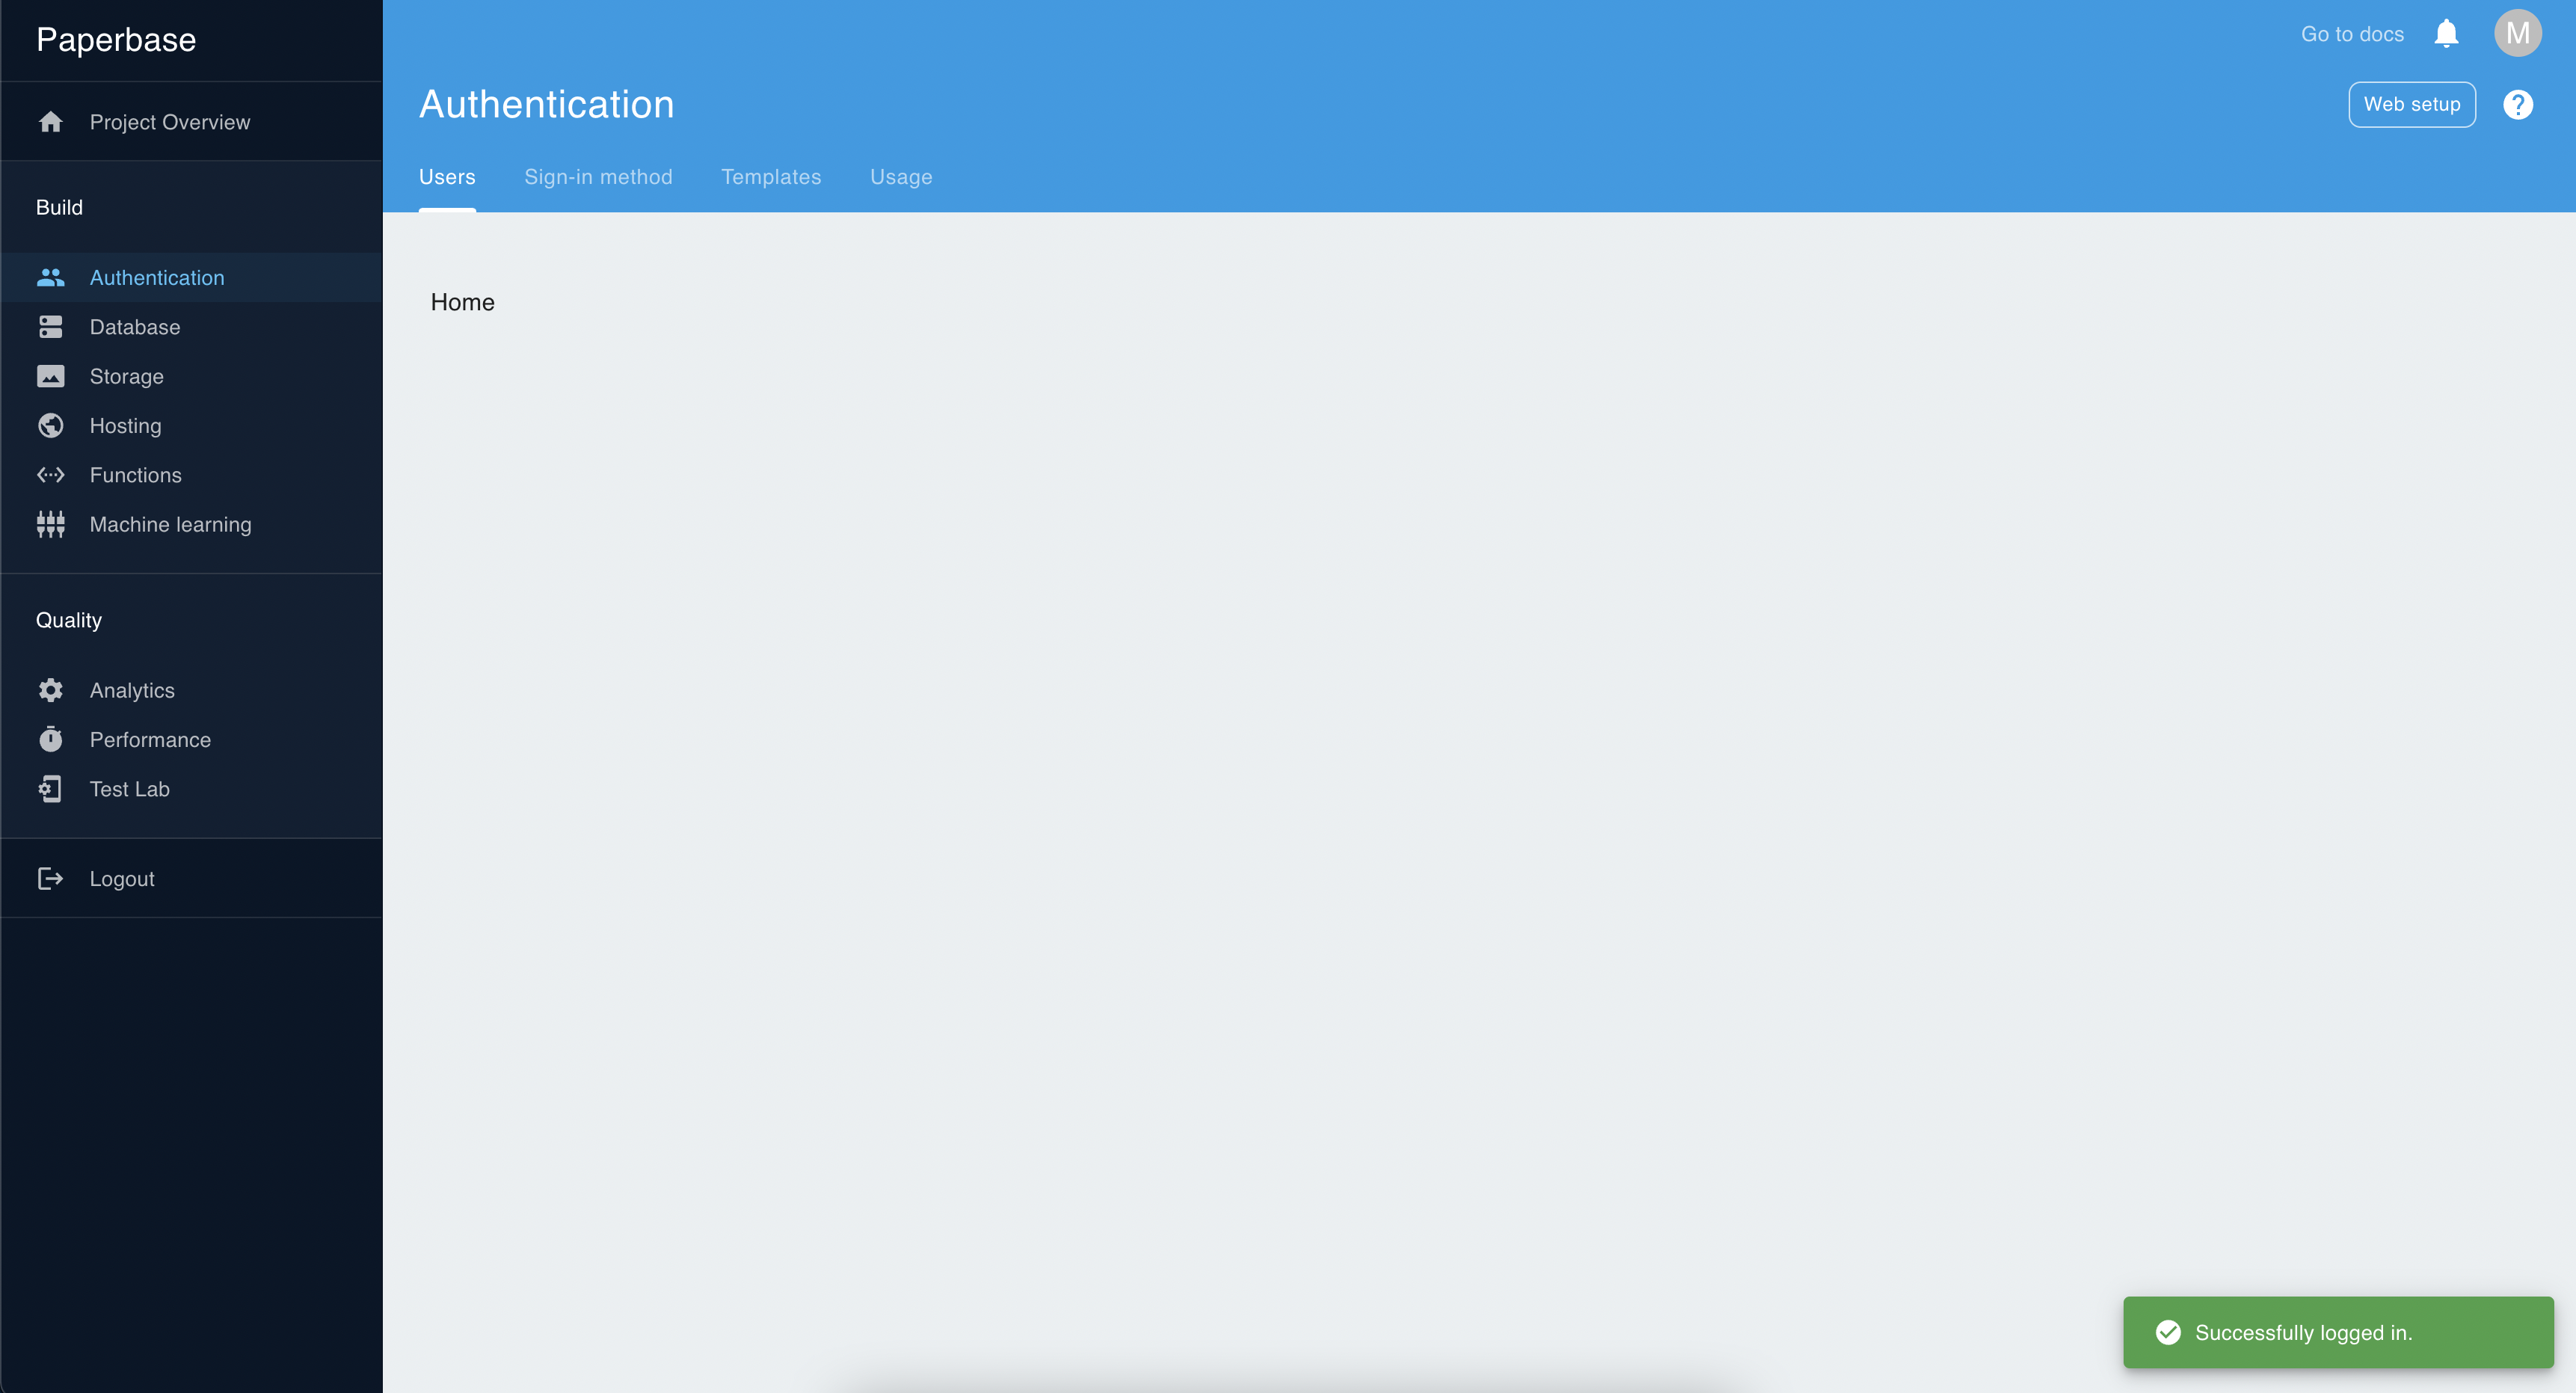 Paperbase
Project Overview
Build
Authentication
Database
Storage
Hosting
Functions
Machine learning
Quality
Analytics
Performance
Test Lab
Logout
Go to docs
M
Authentication
Web setup
Users
Sign-in method
Templates
Usage
Home
Successfully logged in.